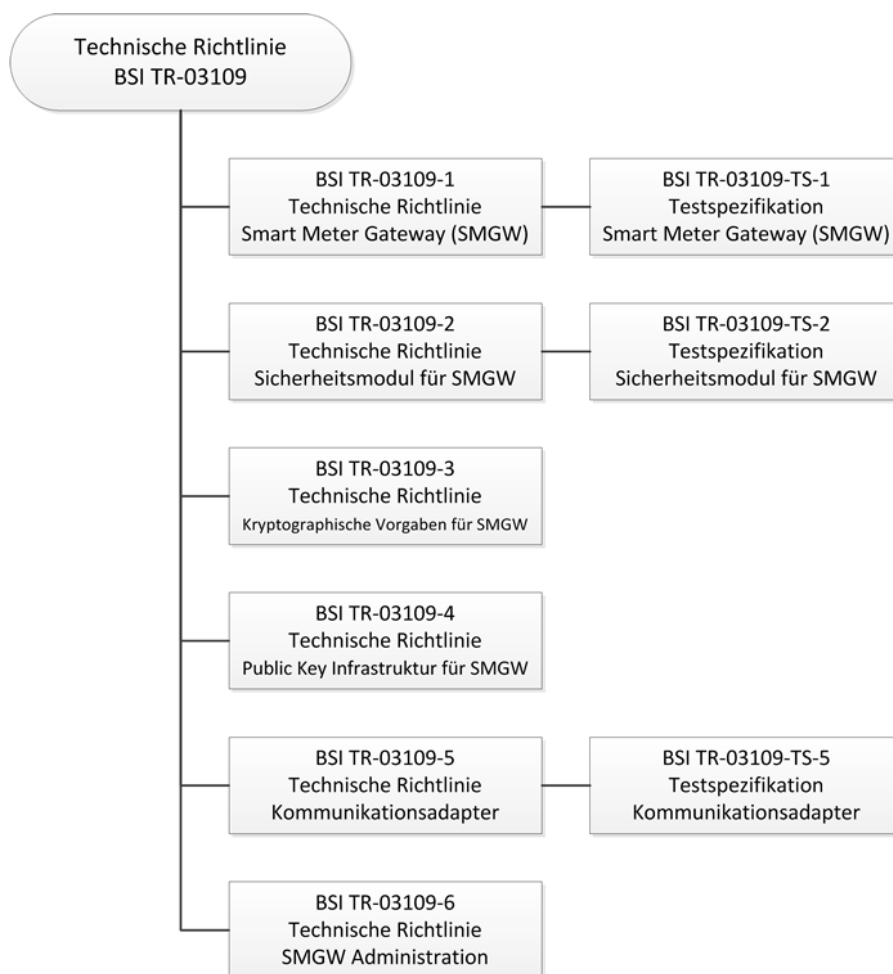 Technische Richtlinie
BSI TR-03109
BSI TR-03109-1
Technische Richtlinie
Smart Meter Gateway (SMGW)
BSI TR-03109-TS-1
Testspezifikation
Smart Meter Gateway (SMGW)
BSI TR-03109-2
Technische Richtlinie
Sicherheitsmodul für SMGW
BSI TR-03109-TS-2
Testspezifikation
Sicherheitsmodul für SMGW
BSI TR-03109-3
Technische Richtlinie
Kryptographische Vorgaben für SMGW
BSI TR-03109-4
Technische Richtlinie
Public Key Infrastruktur für SMGW
BSI TR-03109-5
Technische Richtlinie
Kommunikationsadapter
BSI TR-03109-TS-5
Testspezifikation
Kommunikationsadapter
BSI TR-03109-6
Technische Richtlinie
SMGW Administration